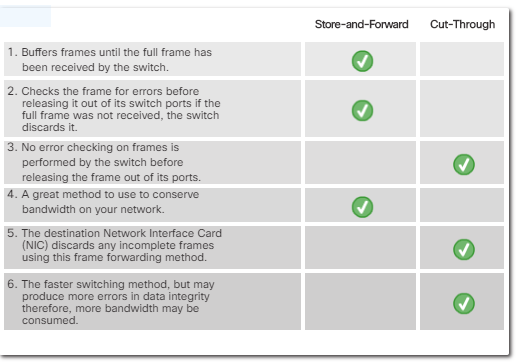 Store-and-Forward Cut-Through
1. Buffers frames until the full frame has
been received by the switch.
2. Checks the frame for errors before
releasing it out of its switch ports if the
full frame was not received, the switch
discards it.
3. No error checking on frames is
performed by the switch before
releasing the frame out of its ports.
4. A great method to use to conserve
bandwidth on your network.
5. The destination Network Interface Card
(NIC) discards any incomplete frames
using this frame forwarding method.
6. The faster switching method, but may
produce more errors in data integrity
therefore, more bandwidth may be
consumed.